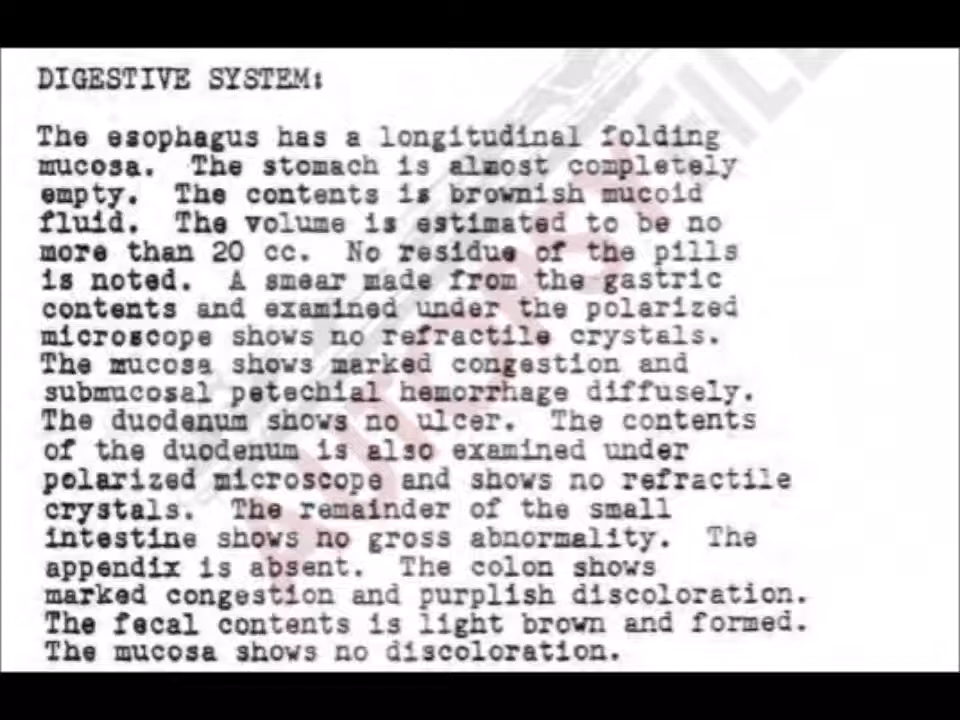 DIGESTIVE SYSTEM:
The esophagus has a longitudinal folding
mucosa. The stomach is almost completely
empty. The contents is brownish mucoid
fluid. The volume is estimated to be no
more than 20 cc. No residue of the pills
is noted. A smear made from the gastric
contents and examined under the polarized
microscope shows no refractile crystals.
The mucosa shows marked congestion and
submucosal petechial hemorrhage diffusely.
The duodenum shows no ulcer. The contents
of the duodenum is also examined under
polarized microscope and shows no refractile
crystals. The remainder of the small
intestine shows no gross abnormality. The
appendix is absent. The colon shows
marked congestion and purplish discoloration.
The fecal contents is light brown and formed.
The mucosa shows no discoloration.
AUTOPSY